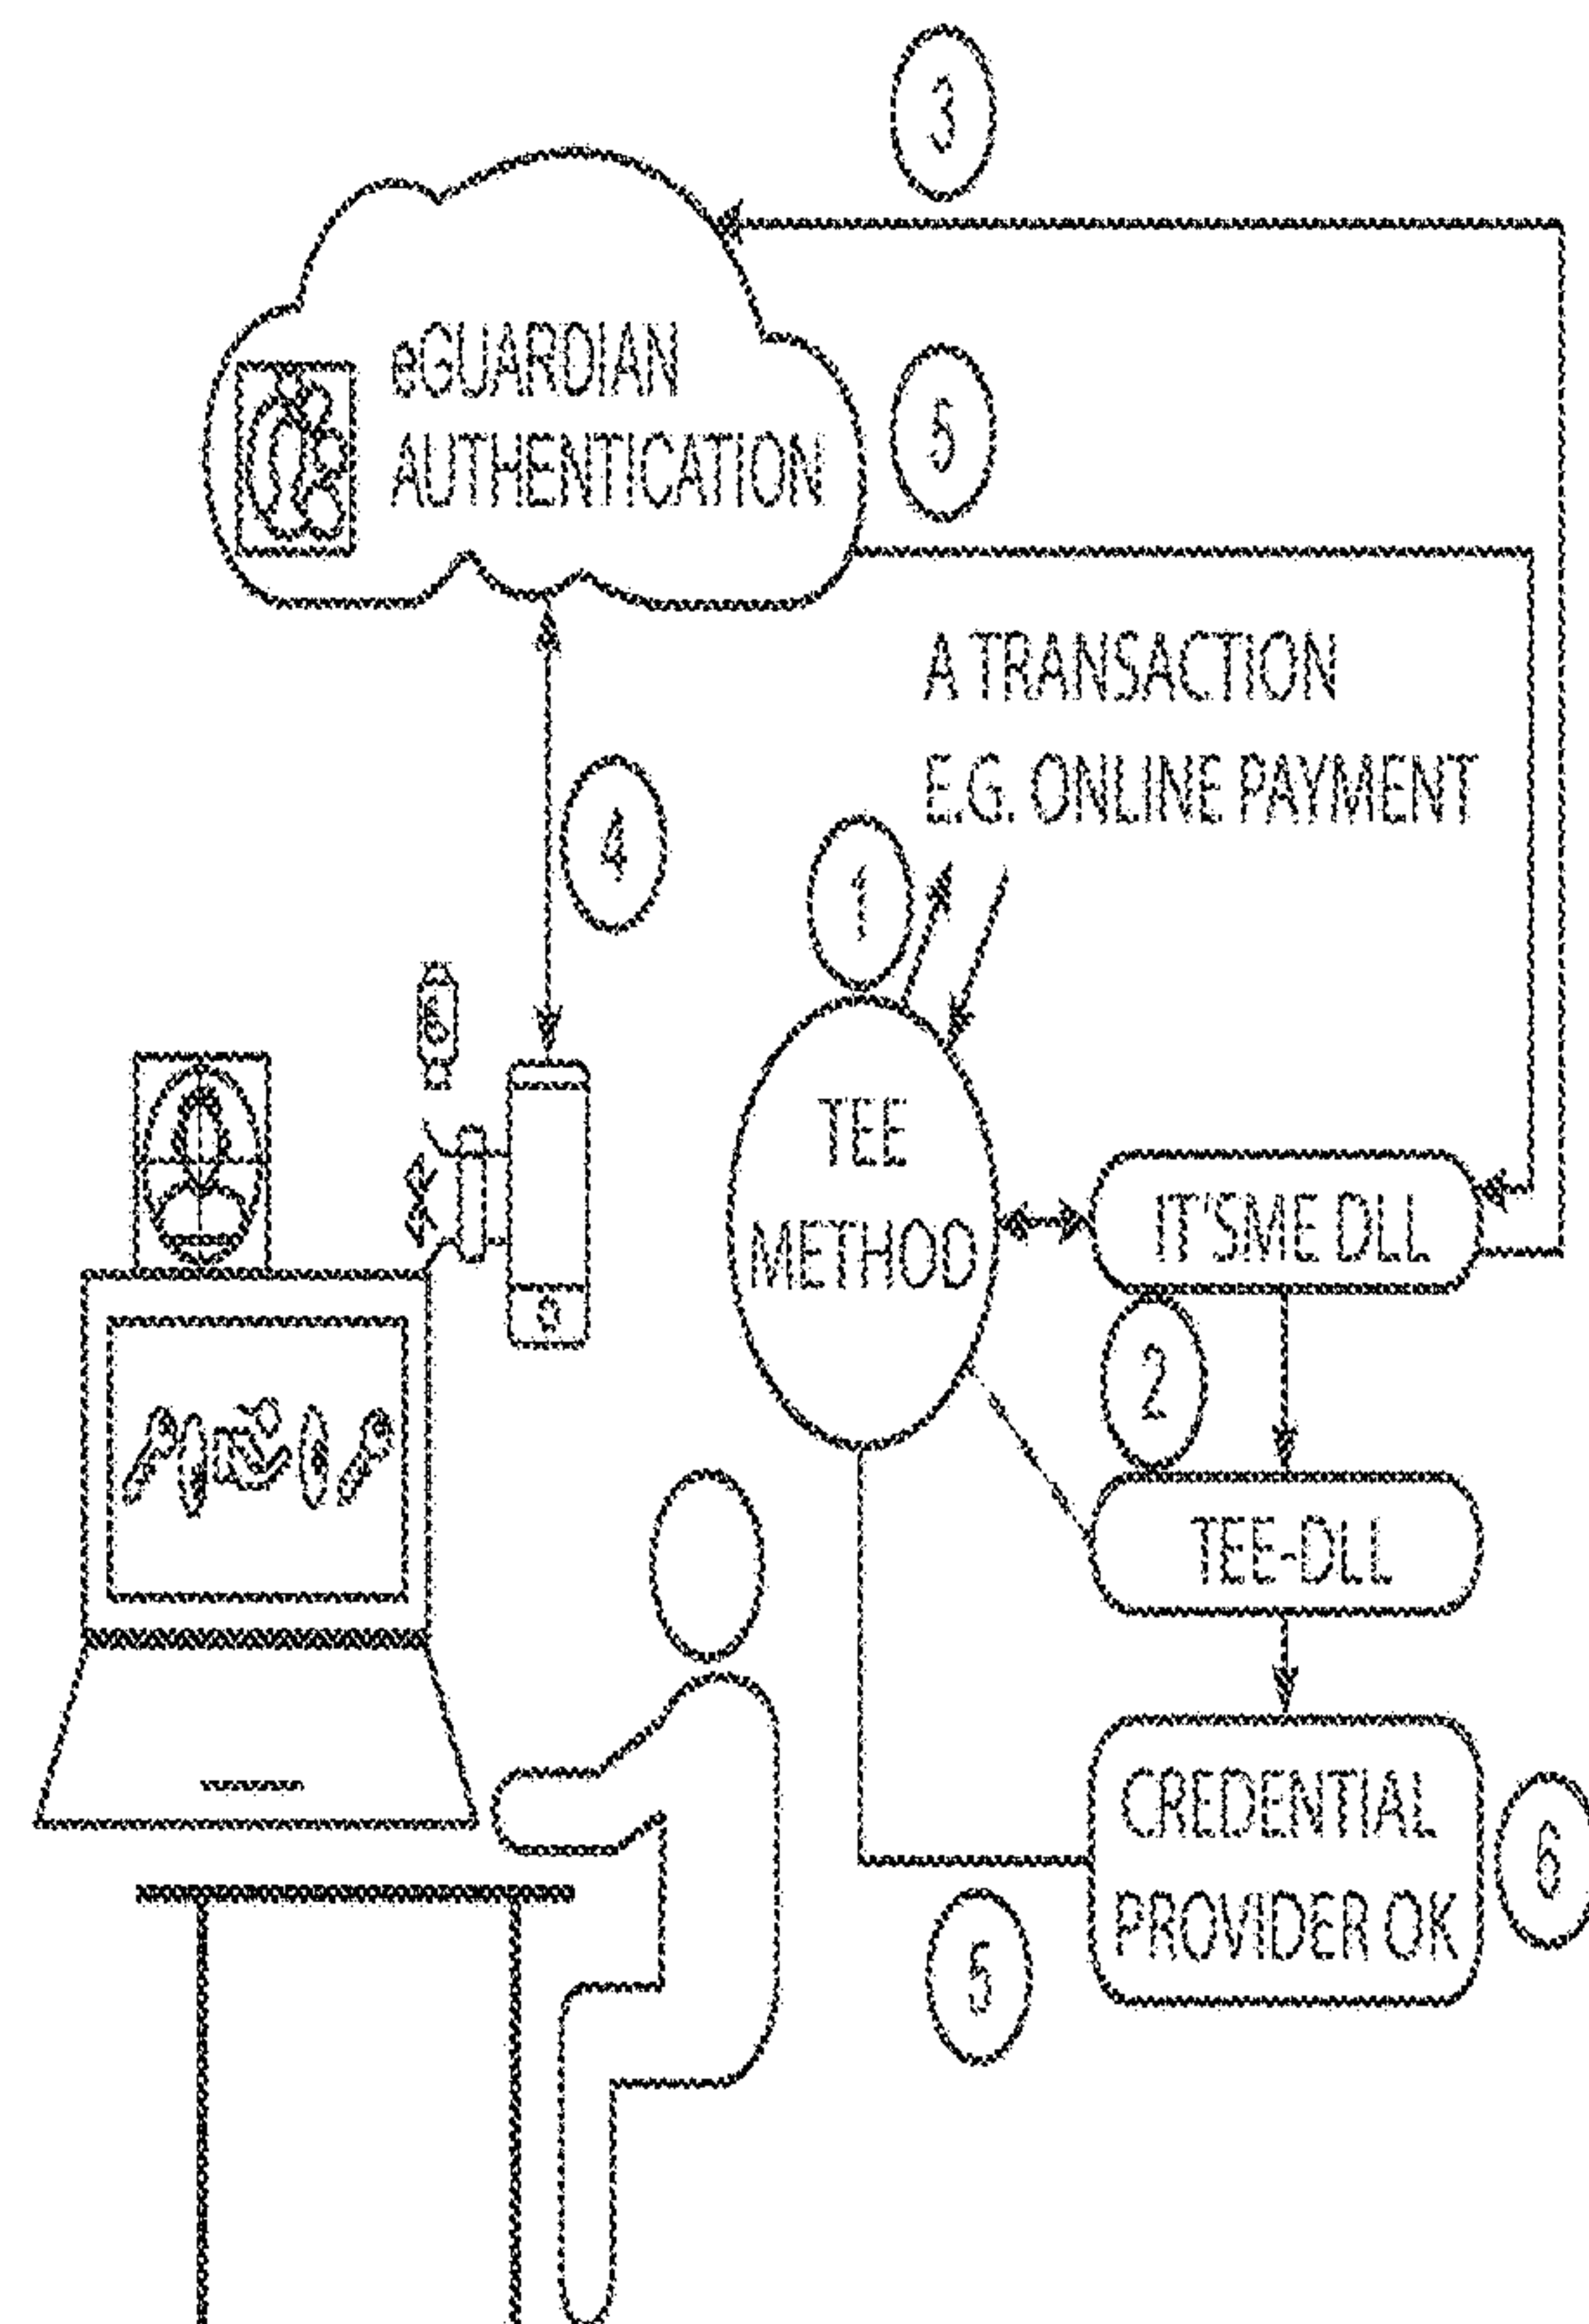 3
eGUARDIAN
AUTHENTICATION
5
A TRANSACTION
E.G. ONLINE PAYMENT
4
1
TEE
METHOD
IT'SME DLL
2
TEE-DLL
CREDENTIAL
PROVIDER OK
6
5